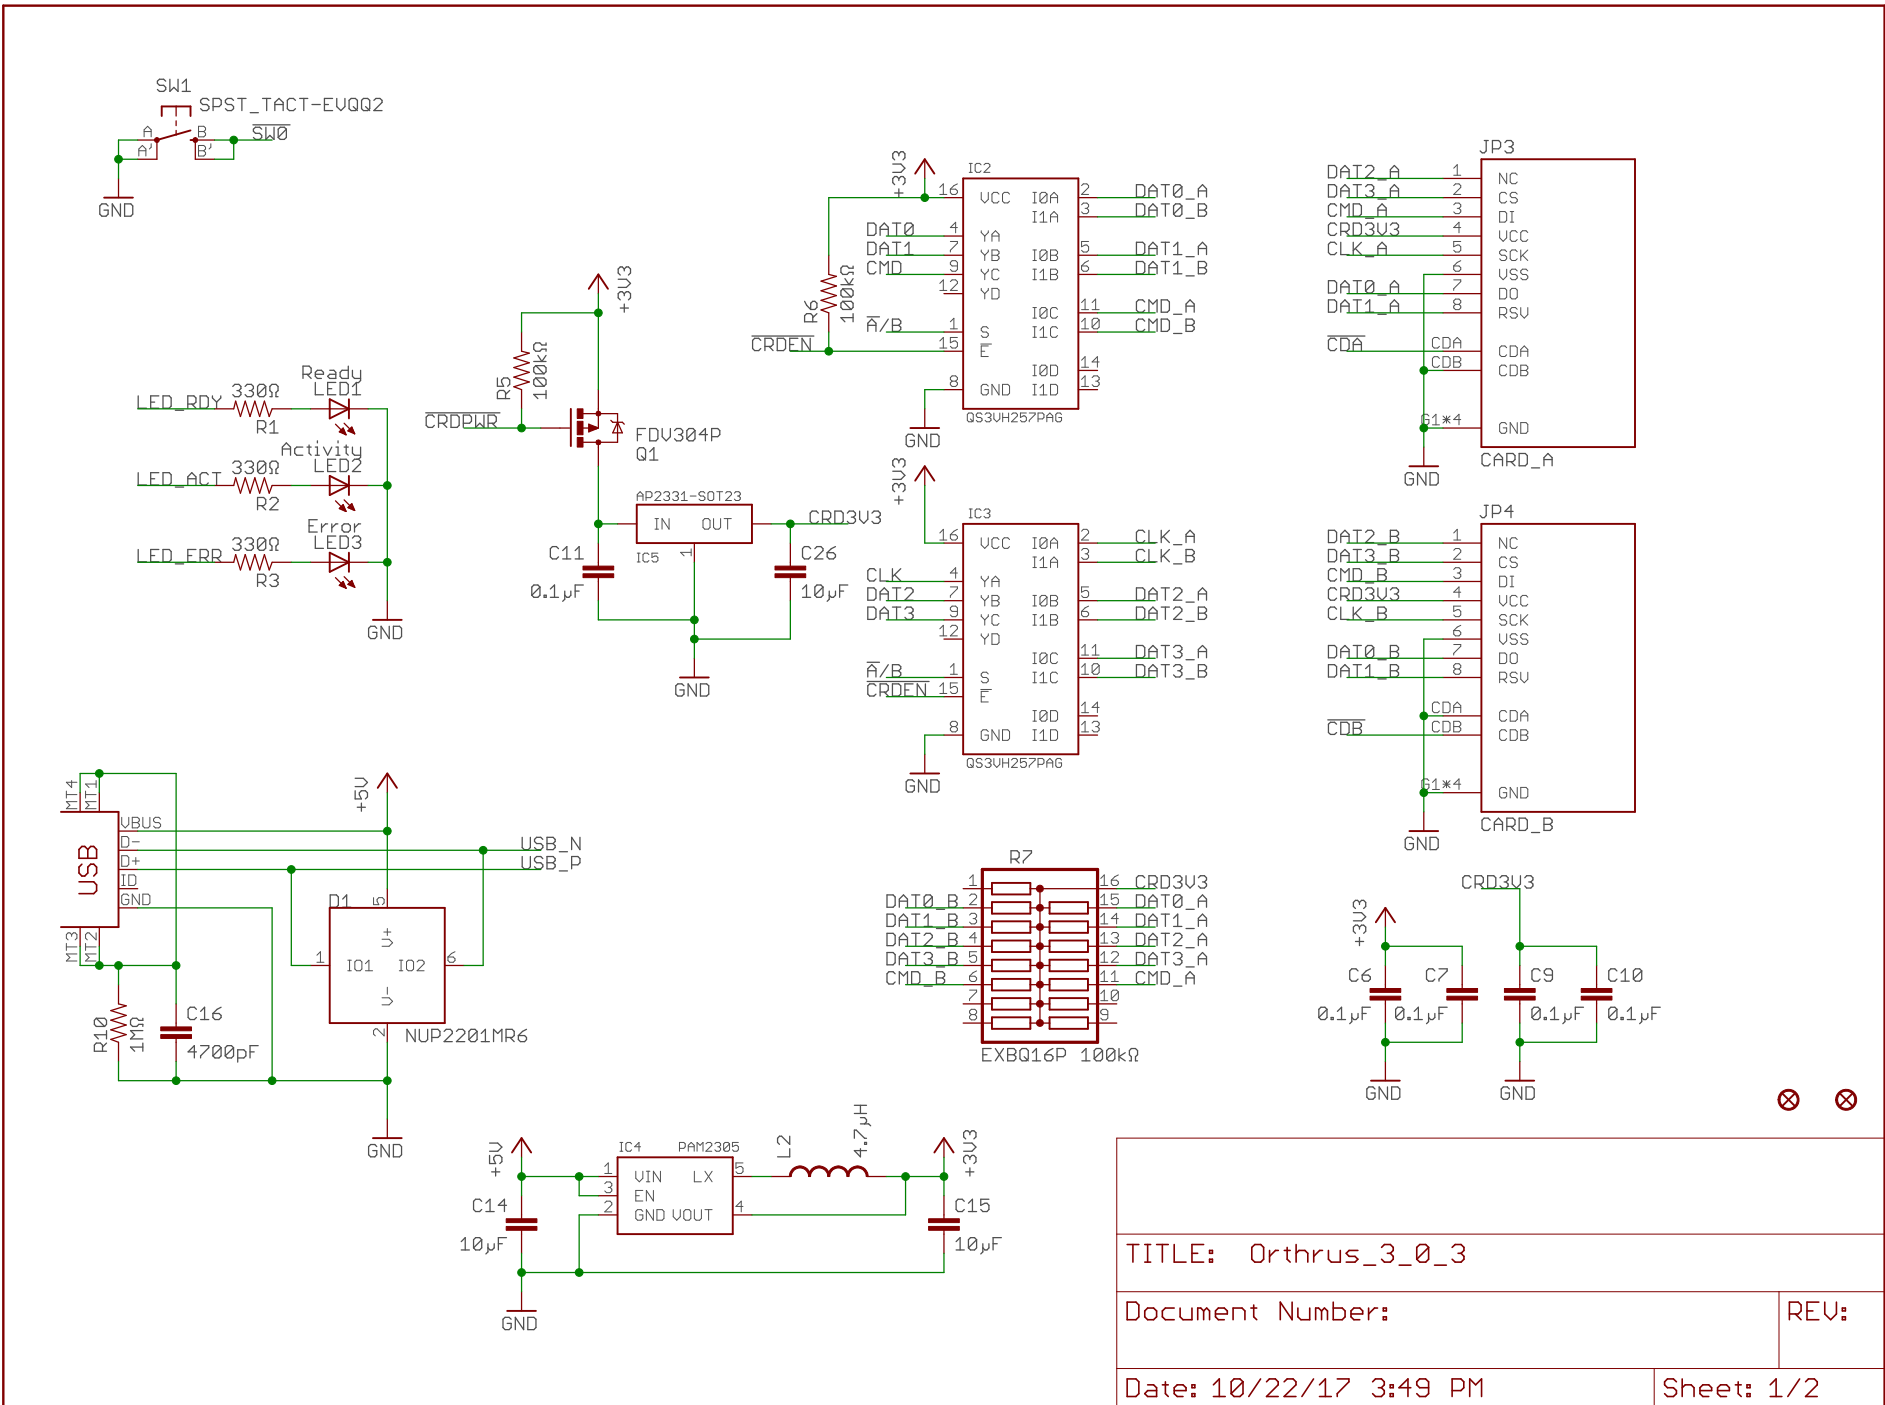 SW1
SPST_TACT-EVQQ2
A
B
SW0
A'
B'
GND
LED_RDY
330Ω
R1
Ready
LED1
LED_ACT
330Ω
R2
Activity
LED2
LED_ERR
330Ω
R3
Error
LED3
GND
+3V3
R5
100kΩ
CRDPWR
FDV304P
Q1
AP2331-SOT23
IN
OUT
1
IC5
CRD3V3
C11
0.1µF
C26
10µF
GND
+3V3
R6
100kΩ
CRDEN
IC2
16 VCC I0A 2 DAT0_A
I1A 3 DAT0_B
DAT0 4 YA
DAT1 7 YB I0B 5 DAT1_A
CMD 9 YC I1B 6 DAT1_B
12 YD
I0C 11 CMD_A
A/B 1 S I1C 10 CMD_B
15 E
I0D 14
8 GND I1D 13
QS3VH257PAG
GND
+3V3
IC3
16 VCC I0A 2 CLK_A
I1A 3 CLK_B
CLK 4 YA
DAT2 7 YB I0B 5 DAT2_A
DAT3 9 YC I1B 6 DAT2_B
12 YD
I0C 11 DAT3_A
A/B 1 S I1C 10 DAT3_B
CRDEN 15 E
I0D 14
8 GND I1D 13
QS3VH257PAG
GND
JP3
DAT2_A 1 NC
DAT3_A 2 CS
CMD_A 3 DI
CRD3V3 4 VCC
CLK_A 5 SCK
6 VSS
DAT0_A 7 DO
DAT1_A 8 RSV
CDA CDA CDA
CDB CDB
G1*4 GND
CARD_A
GND
JP4
DAT2_B 1 NC
DAT3_B 2 CS
CMD_B 3 DI
CRD3V3 4 VCC
CLK_B 5 SCK
6 VSS
DAT0_B 7 DO
DAT1_B 8 RSV
CDA CDA
CDB CDB CDB
G1*4 GND
CARD_B
GND
MT4
MT1
USB
VBUS
D-
D+
ID
GND
MT3
MT2
+5V
USB_N
USB_P
D1
5
V+
1 IO1 IO2 6
V-
2
NUP2201MR6
R10
1MΩ
C16
4700pF
GND
R7
1 16 CRD3V3
DAT0_B 2 15 DAT0_A
DAT1_B 3 14 DAT1_A
DAT2_B 4 13 DAT2_A
DAT3_B 5 12 DAT3_A
CMD_B 6 11 CMD_A
7 10
8 9
EXBQ16P 100kΩ
+3V3
CRD3V3
C6
C7
C9
C10
0.1µF
0.1µF
0.1µF
0.1µF
GND
GND
+5V
IC4
PAM2305
1 VIN LX 5
3 EN
2 GND VOUT 4
L2
4.7µH
+3V3
C14
10µF
C15
10µF
GND
TITLE: Orthrus_3_0_3
Document Number:
REV:
Date: 10/22/17 3:49 PM
Sheet: 1/2